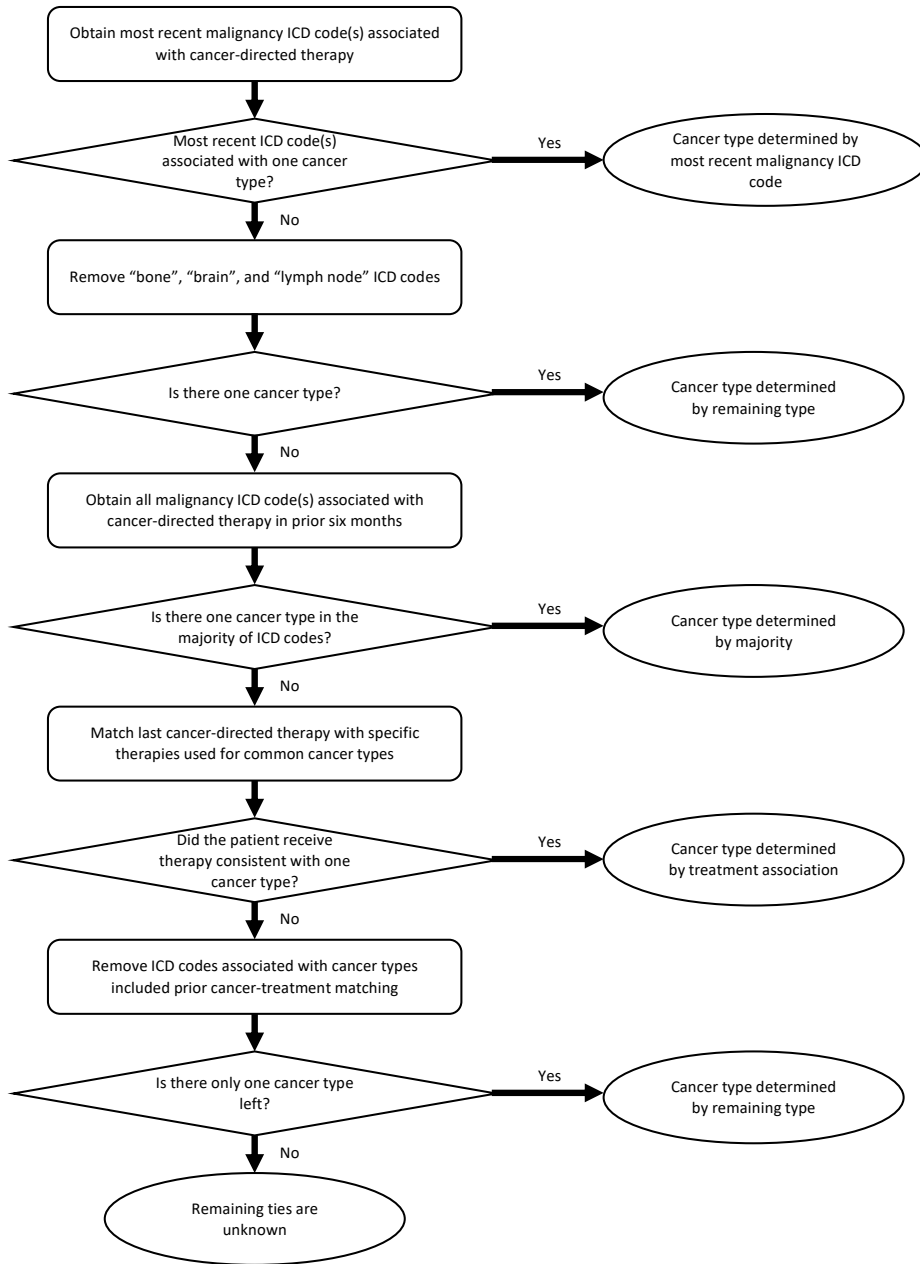 Obtain most recent malignancy ICD code(s) associated
with cancer-directed therapy
Most recent ICD code(s)
associated with one cancer
type?
Yes
Cancer type determined by
most recent malignancy ICD
code
No
Remove “bone”, “brain”, and “lymph node” ICD codes
Is there one cancer type?
Yes
Cancer type determined
by remaining type
No
Obtain all malignancy ICD code(s) associated with
cancer-directed therapy in prior six months
Is there one cancer type in the
majority of ICD codes?
Yes
Cancer type determined
by majority
No
Match last cancer-directed therapy with specific
therapies used for common cancer types
Did the patient receive
therapy consistent with one
cancer type?
Yes
Cancer type determined
by treatment association
No
Remove ICD codes associated with cancer types
included prior cancer-treatment matching
Is there only one cancer type
left?
Yes
Cancer type determined
by remaining type
No
Remaining ties are
unknown